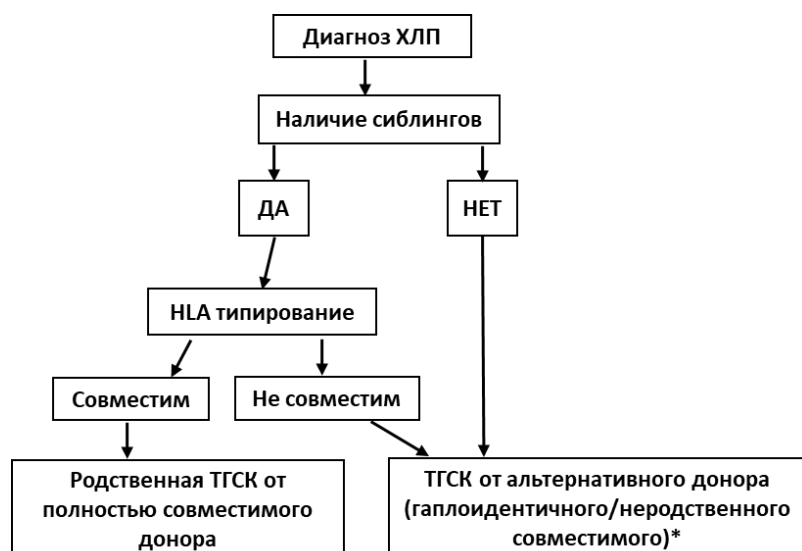 Диагноз ХЛП
Наличие сиблингов
ДА
НЕТ
HLA типирование
Совместим
Не совместим
Родственная ТГСК от
полностью совместимого
донора
ТГСК от альтернативного донора
(гаплоидентичного/неродственного
совместимого)*